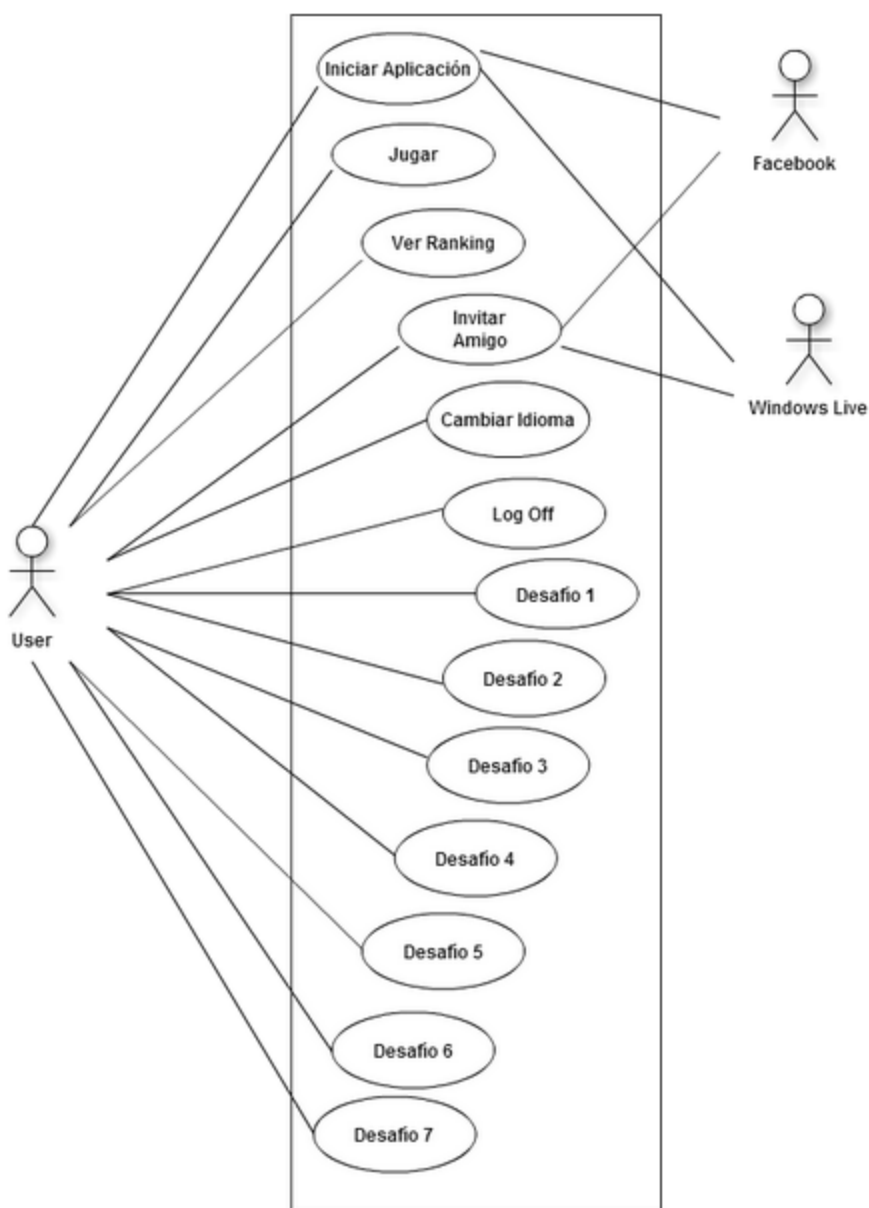 Iniciar Aplicación
Facebook
Jugar
Ver Ranking
Invitar
Amigo
Windows Live
Cambiar Idioma
Log Off
User
Desafio 1
Desafio 2
Desafio 3
Desafio 4
Desafio 5
Desafio 6
Desafio 7